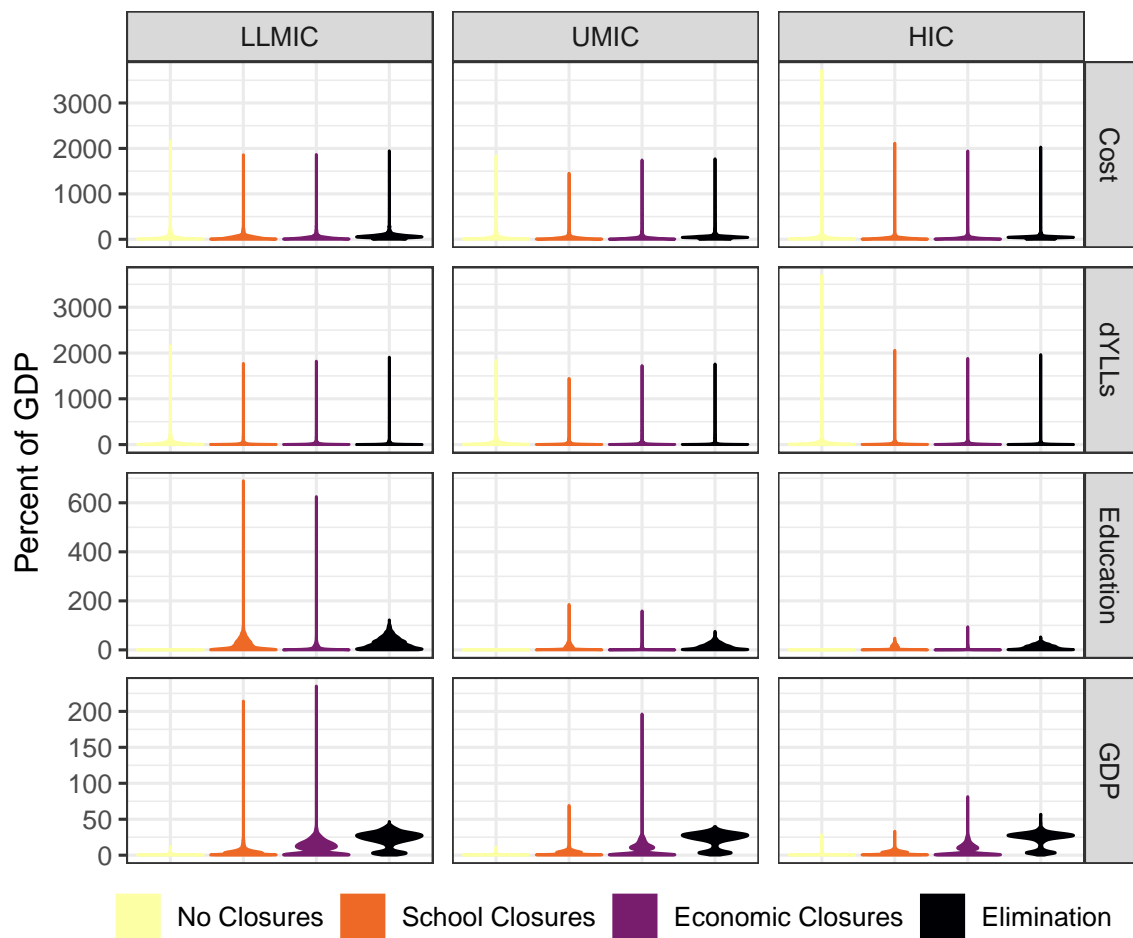 LLMIC UMIC HIC
Percent of GDP
3000
2000
1000
0
Cost
3000
2000
1000
0
dYLLs
600
400
200
0
Education
200
150
100
50
0
GDP
No Closures School Closures Economic Closures Elimination